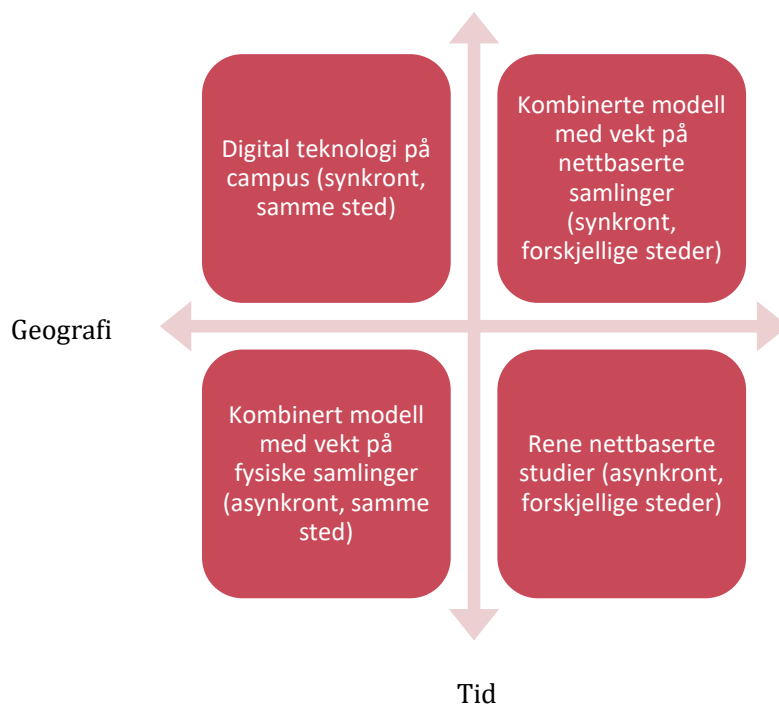 Digital teknologi på
campus (synkront,
samme sted)
Kombinerte modell
med vekt på
nettbaserte
samlinger
(synkront,
forskjellige steder)
Geografi
Kombinert modell
med vekt på
fysiske samlinger
(asynkront, samme
sted)
Rene nettbaserte
studier (asynkront,
forskjellige steder)
Tid